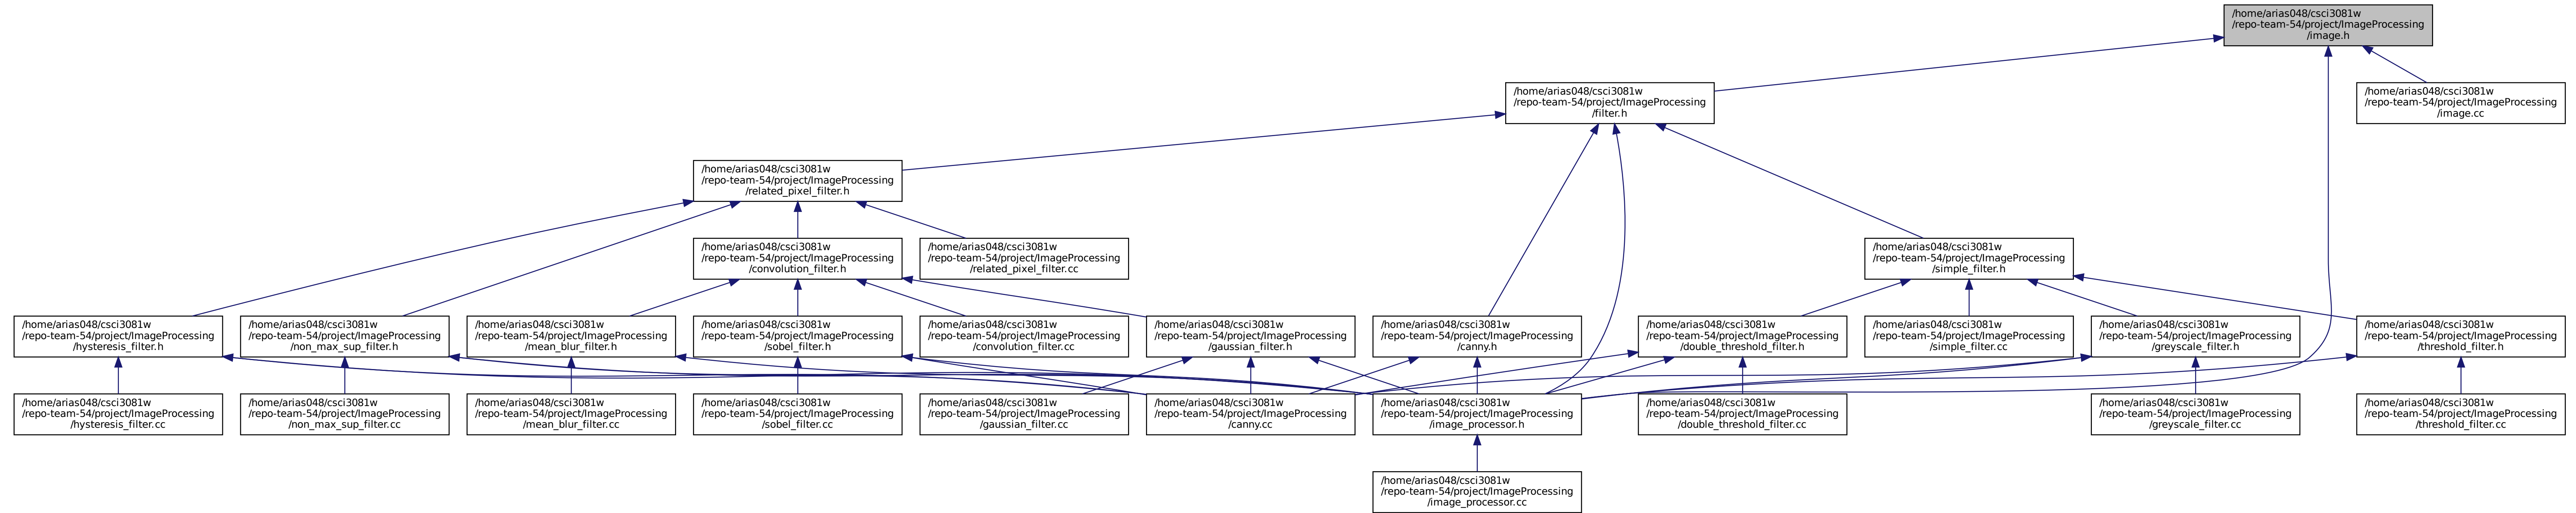 /home/arias048/csci3081w
/repo-team-54/project/ImageProcessing
/image.h
/home/arias048/csci3081w
/repo-team-54/project/ImageProcessing
/filter.h
/home/arias048/csci3081w
/repo-team-54/project/ImageProcessing
/image.cc
/home/arias048/csci3081w
/repo-team-54/project/ImageProcessing
/related_pixel_filter.h
/home/arias048/csci3081w
/repo-team-54/project/ImageProcessing
/convolution_filter.h
/home/arias048/csci3081w
/repo-team-54/project/ImageProcessing
/related_pixel_filter.cc
/home/arias048/csci3081w
/repo-team-54/project/ImageProcessing
/simple_filter.h
/home/arias048/csci3081w
/repo-team-54/project/ImageProcessing
/hysteresis_filter.h
/home/arias048/csci3081w
/repo-team-54/project/ImageProcessing
/non_max_sup_filter.h
/home/arias048/csci3081w
/repo-team-54/project/ImageProcessing
/mean_blur_filter.h
/home/arias048/csci3081w
/repo-team-54/project/ImageProcessing
/sobel_filter.h
/home/arias048/csci3081w
/repo-team-54/project/ImageProcessing
/convolution_filter.cc
/home/arias048/csci3081w
/repo-team-54/project/ImageProcessing
/gaussian_filter.h
/home/arias048/csci3081w
/repo-team-54/project/ImageProcessing
/canny.h
/home/arias048/csci3081w
/repo-team-54/project/ImageProcessing
/double_threshold_filter.h
/home/arias048/csci3081w
/repo-team-54/project/ImageProcessing
/simple_filter.cc
/home/arias048/csci3081w
/repo-team-54/project/ImageProcessing
/greyscale_filter.h
/home/arias048/csci3081w
/repo-team-54/project/ImageProcessing
/threshold_filter.h
/home/arias048/csci3081w
/repo-team-54/project/ImageProcessing
/hysteresis_filter.cc
/home/arias048/csci3081w
/repo-team-54/project/ImageProcessing
/non_max_sup_filter.cc
/home/arias048/csci3081w
/repo-team-54/project/ImageProcessing
/mean_blur_filter.cc
/home/arias048/csci3081w
/repo-team-54/project/ImageProcessing
/sobel_filter.cc
/home/arias048/csci3081w
/repo-team-54/project/ImageProcessing
/gaussian_filter.cc
/home/arias048/csci3081w
/repo-team-54/project/ImageProcessing
/canny.cc
/home/arias048/csci3081w
/repo-team-54/project/ImageProcessing
/image_processor.h
/home/arias048/csci3081w
/repo-team-54/project/ImageProcessing
/double_threshold_filter.cc
/home/arias048/csci3081w
/repo-team-54/project/ImageProcessing
/greyscale_filter.cc
/home/arias048/csci3081w
/repo-team-54/project/ImageProcessing
/threshold_filter.cc
/home/arias048/csci3081w
/repo-team-54/project/ImageProcessing
/image_processor.cc